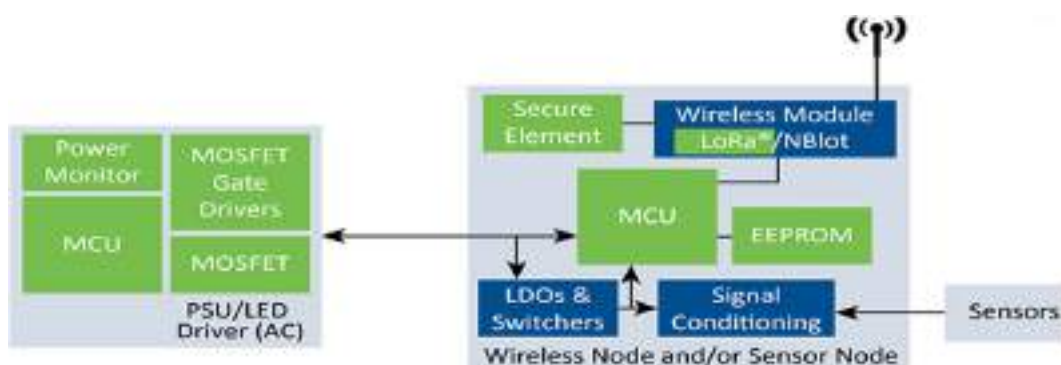 Power
Monitor
MCU
MOSFET
Gate
Drivers
MOSFET
PSU/LED
Driver (AC)
Secure
Element
Wireless Module
LoRa®/NBIot
MCU
EEPROM
LDOs &
Switchers
Signal
Conditioning
Wireless Node and/or Sensor Node
Sensors